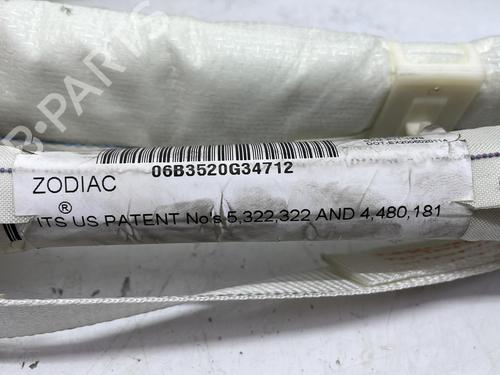 06B3520G34712
ZODIAC
®
ITS US PATENT No's 5,322,322 AND 4,480,181
B-PARTS